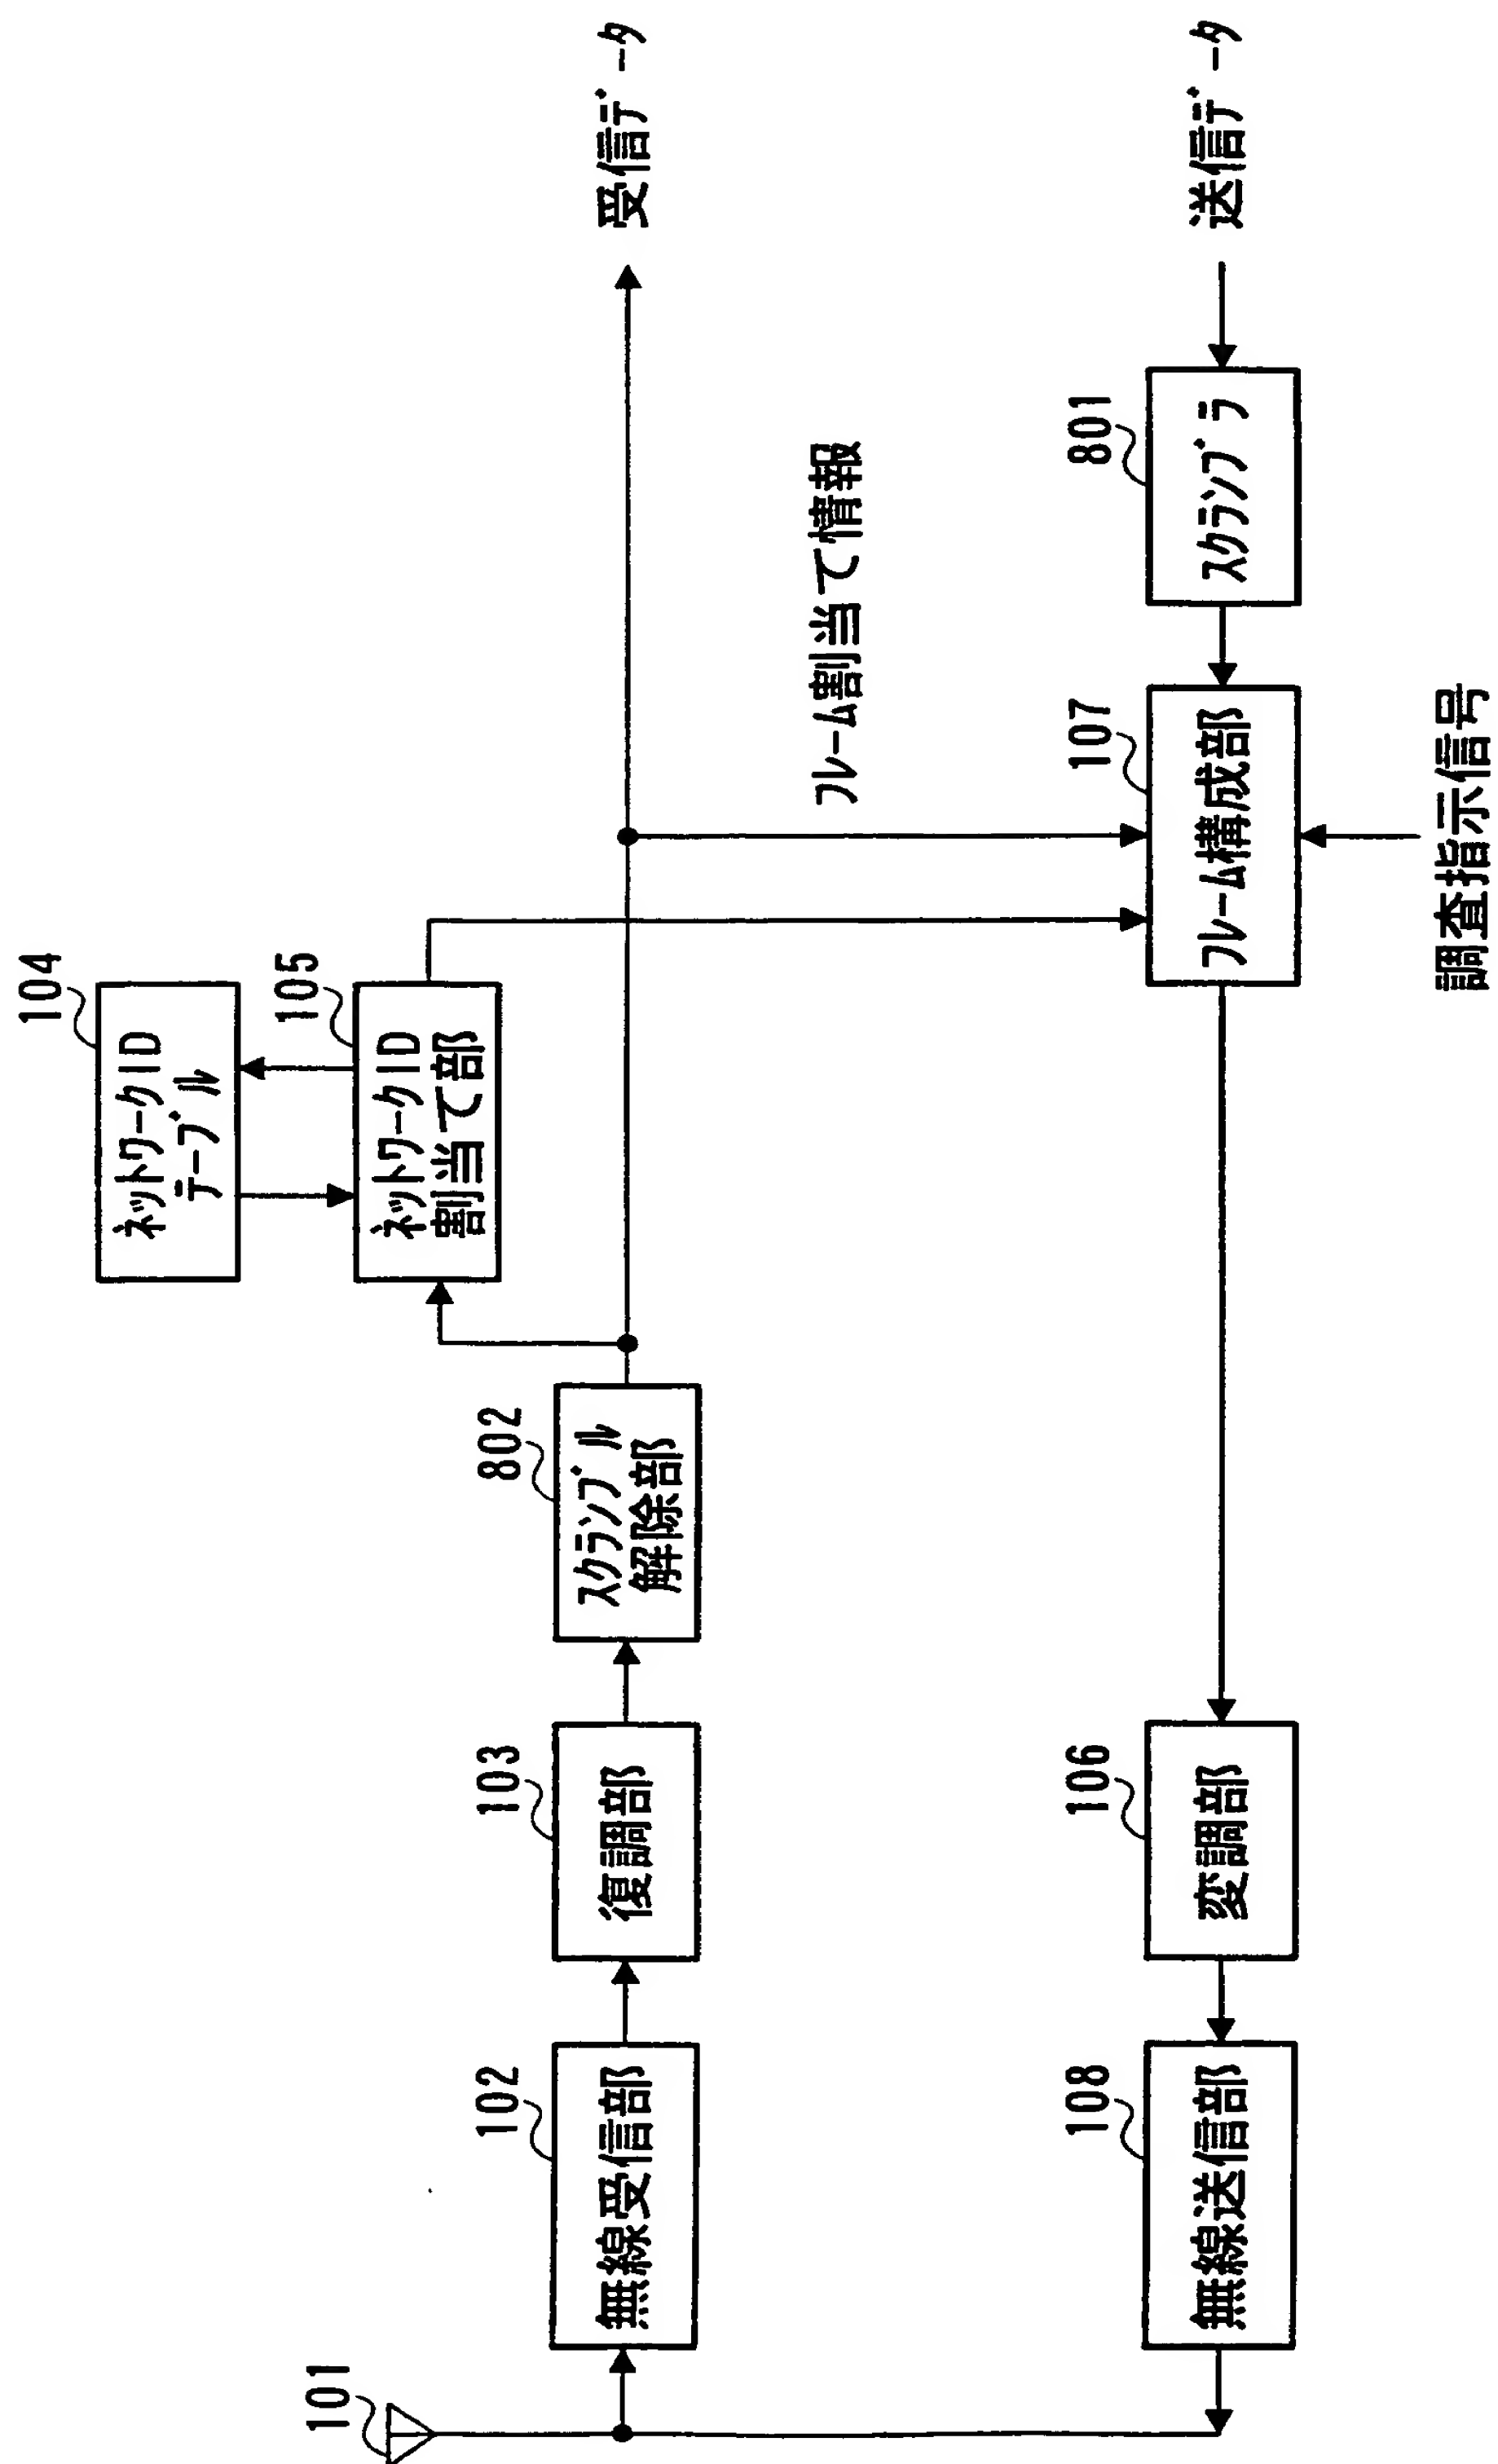 101
102
無線受信部
103
復調部
802
スクランブル
解除部
104
ネットワークID
テーブル
105
ネットワークID
割当て部
受信データ
フレーム割当て情報
108
無線送信部
106
変調部
107
フレーム構成部
801
スクランブラ
送信データ
調査指示信号